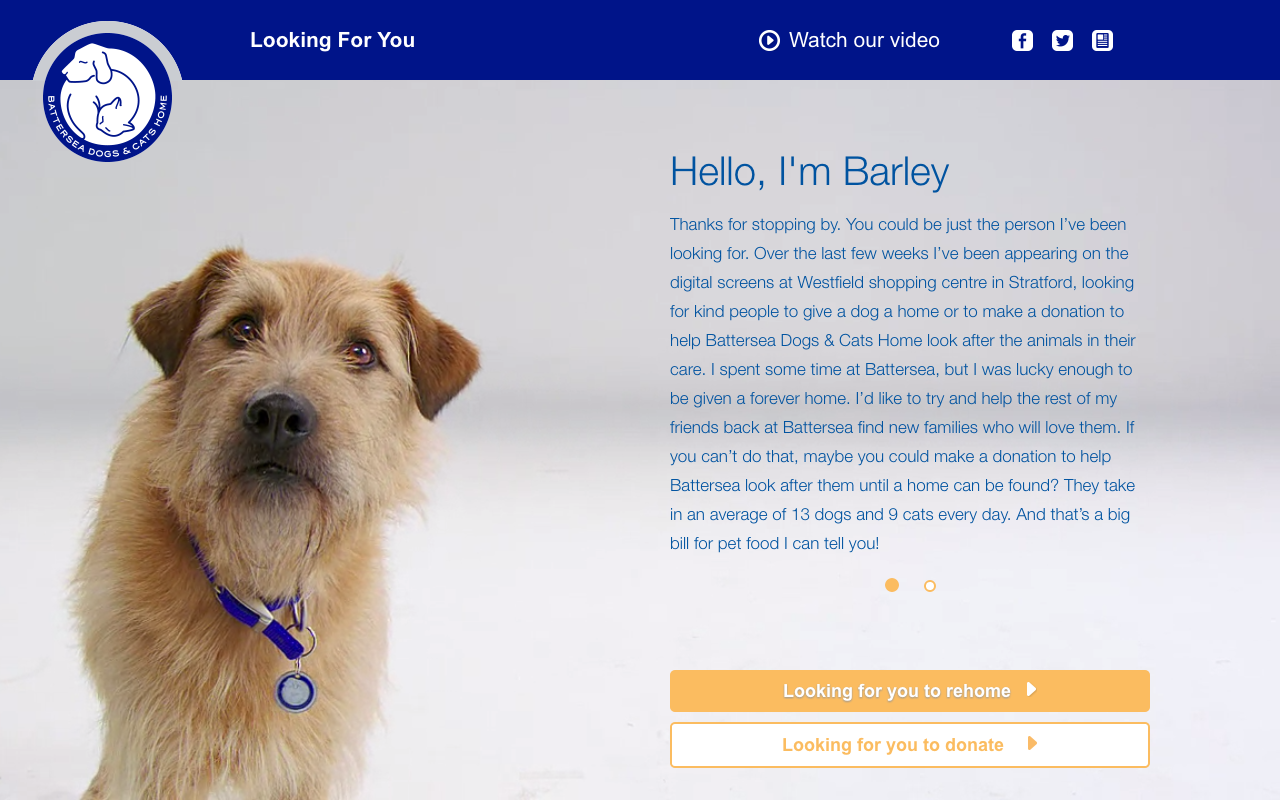 Looking For You
Watch our video
BATTERSEA DOGS & CATS HOME
Hello, I'm Barley
Thanks for stopping by. You could be just the person I’ve been
looking for. Over the last few weeks I’ve been appearing on the
digital screens at Westfield shopping centre in Stratford, looking
for kind people to give a dog a home or to make a donation to
help Battersea Dogs & Cats Home look after the animals in their
care. I spent some time at Battersea, but I was lucky enough to
be given a forever home. I’d like to try and help the rest of my
friends back at Battersea find new families who will love them. If
you can’t do that, maybe you could make a donation to help
Battersea look after them until a home can be found? They take
in an average of 13 dogs and 9 cats every day. And that’s a big
bill for pet food I can tell you!
Looking for you to rehome
Looking for you to donate